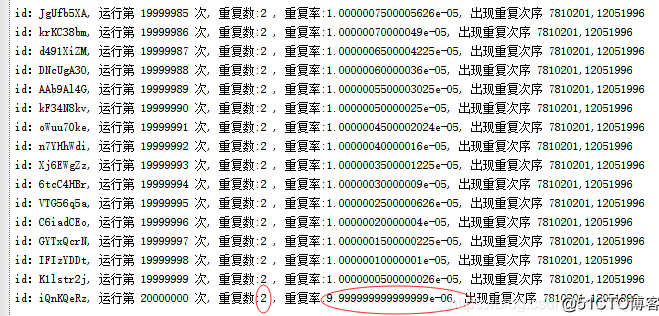 id: JgUfb5XA, 运行第 19999985 次, 重复数:2 , 重复率:1.0000007500005626e-05, 出现重复次序 7810201,12051996
id: krKC38bm, 运行第 19999986 次, 重复数:2 , 重复率:1.00000070000049e-05, 出现重复次序 7810201,12051996
id: d491XiZM, 运行第 19999987 次, 重复数:2 , 重复率:1.0000006500004225e-05, 出现重复次序 7810201,12051996
id: DNcUgA3O, 运行第 19999988 次, 重复数:2 , 重复率:1.00000060000036e-05, 出现重复次序 7810201,12051996
id: AAb9Al4G, 运行第 19999989 次, 重复数:2 , 重复率:1.0000005500003025e-05, 出现重复次序 7810201,12051996
id: kF34N8kv, 运行第 19999990 次, 重复数:2 , 重复率:1.00000050000025e-05, 出现重复次序 7810201,12051996
id: oWuu70ke, 运行第 19999991 次, 重复数:2 , 重复率:1.0000004500002024e-05, 出现重复次序 7810201,12051996
id: n7YHhWdi, 运行第 19999992 次, 重复数:2 , 重复率:1.00000040000016e-05, 出现重复次序 7810201,12051996
id: Xj6EWgZz, 运行第 19999993 次, 重复数:2 , 重复率:1.0000003500001225e-05, 出现重复次序 7810201,12051996
id: 6tcC4HBr, 运行第 19999994 次, 重复数:2 , 重复率:1.00000030000009e-05, 出现重复次序 7810201,12051996
id: VTG56q5a, 运行第 19999995 次, 重复数:2 , 重复率:1.0000002500000626e-05, 出现重复次序 7810201,12051996
id: C6iadCEo, 运行第 19999996 次, 重复数:2 , 重复率:1.00000020000004e-05, 出现重复次序 7810201,12051996
id: GYTxQcrN, 运行第 19999997 次, 重复数:2 , 重复率:1.0000001500000225e-05, 出现重复次序 7810201,12051996
id: IFIzYDDt, 运行第 19999998 次, 重复数:2 , 重复率:1.00000010000001e-05, 出现重复次序 7810201,12051996
id: K1lstr2j, 运行第 19999999 次, 重复数:2 , 重复率:1.0000000500000026e-05, 出现重复次序 7810201,12051996
id: iQnKQeRz, 运行第 20000000 次, 重复数:2 , 重复率:9.999999999999999e-06, 出现重复次序 7810201,12051996
@51CTO博客